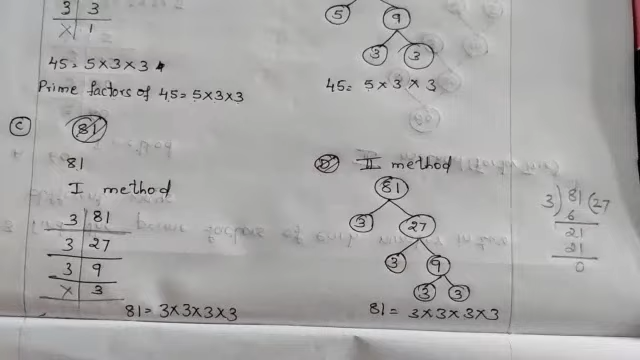 3 | 3
X | 1
45 = 5×3×3
Prime factors of 45 = 5×3×3
5 9
3 3
45 = 5 × 3 × 3
C 81
81
I method
3 | 81
3 | 27
3 | 9
X | 3
81 = 3×3×3×3
D II method
81
3 27
3 9
3 3
81 = 3×3×3×3
3) 81 (27
6
21
21
0